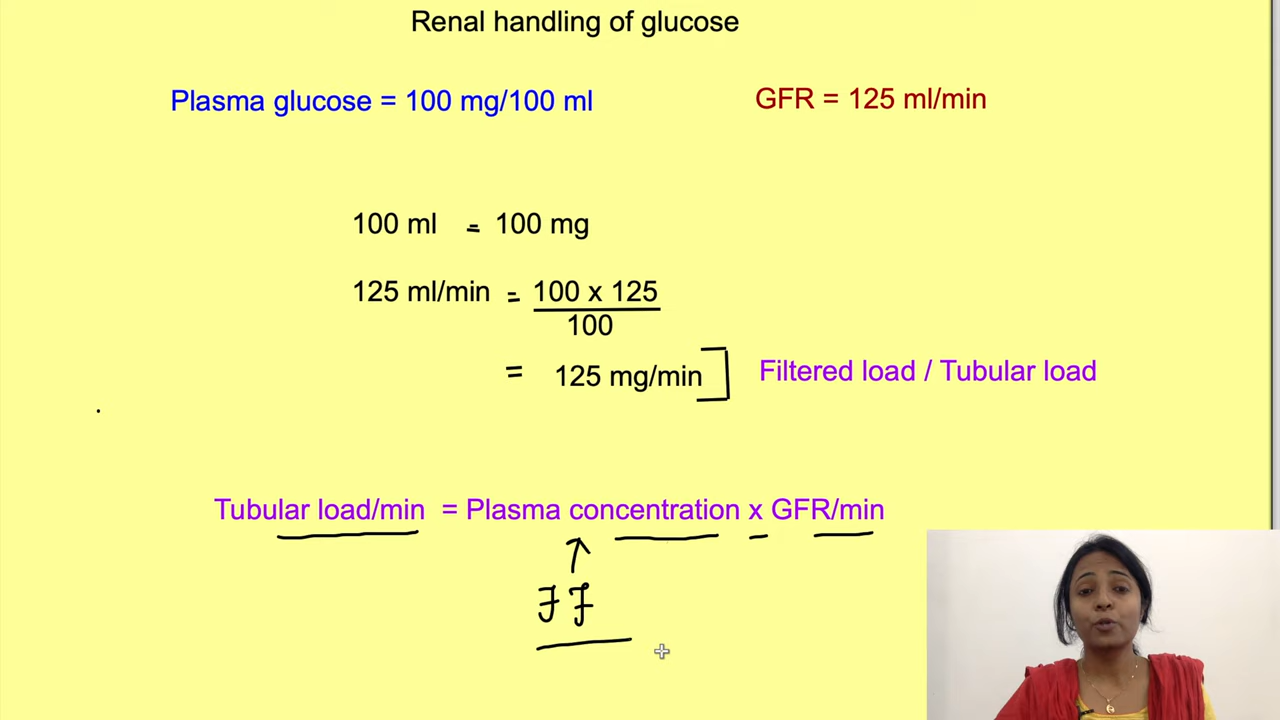 Renal handling of glucose
Plasma glucose = 100 mg/100 ml
GFR = 125 ml/min
100 ml = 100 mg
125 ml/min = 100 x 125
100
= 125 mg/min
Filtered load / Tubular load
Tubular load/min = Plasma concentration x GFR/min
FF